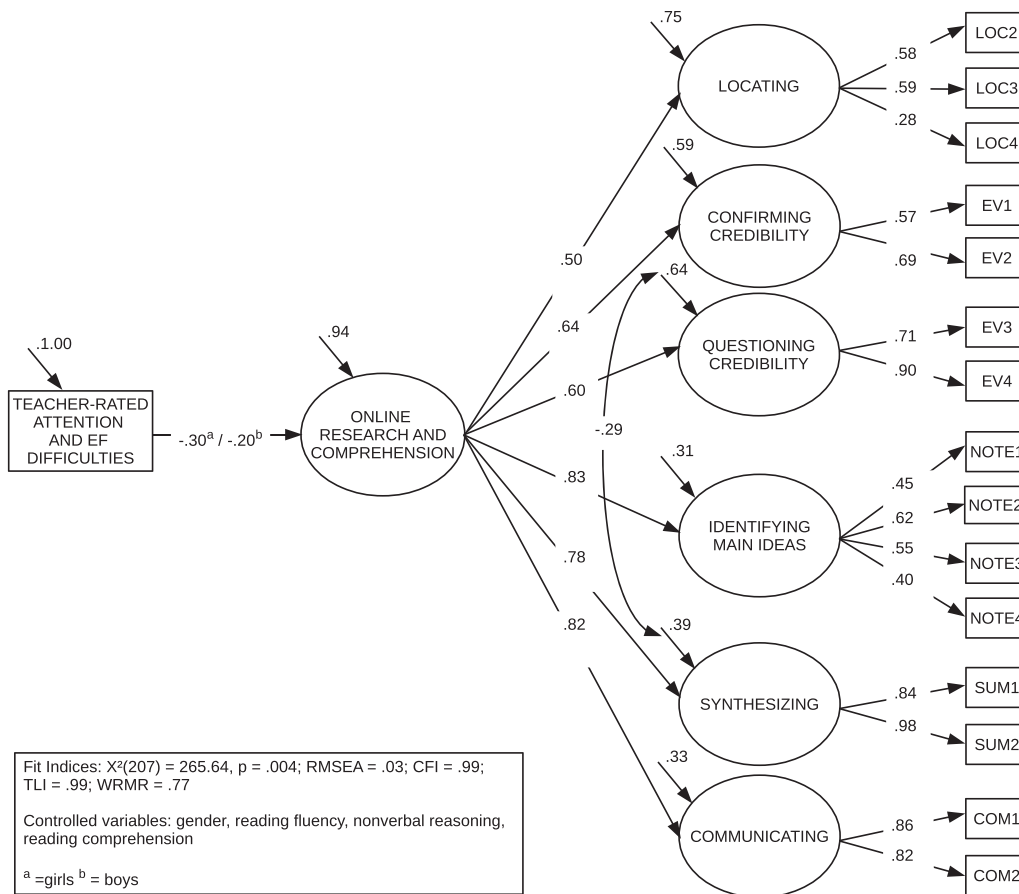 .75
LOCATING
.58
.59
.28
LOC2
LOC3
LOC4
.59
CONFIRMING
CREDIBILITY
.57
.69
EV1
EV2
.50
.64
.64
QUESTIONING
CREDIBILITY
.71
.90
EV3
EV4
.1.00
TEACHER-RATED
ATTENTION
AND EF
DIFFICULTIES
-.30ᵃ / -.20ᵇ
.94
ONLINE
RESEARCH AND
COMPREHENSION
.60
-.29
.83
.78
.82
.31
IDENTIFYING
MAIN IDEAS
.45
.62
.55
.40
NOTE1
NOTE2
NOTE3
NOTE4
.39
SYNTHESIZING
.84
.98
SUM1
SUM2
.33
COMMUNICATING
.86
.82
COM1
COM2
Fit Indices: X²(207) = 265.64, p = .004; RMSEA = .03; CFI = .99;
TLI = .99; WRMR = .77
Controlled variables: gender, reading fluency, nonverbal reasoning,
reading comprehension
ᵃ =girls ᵇ = boys